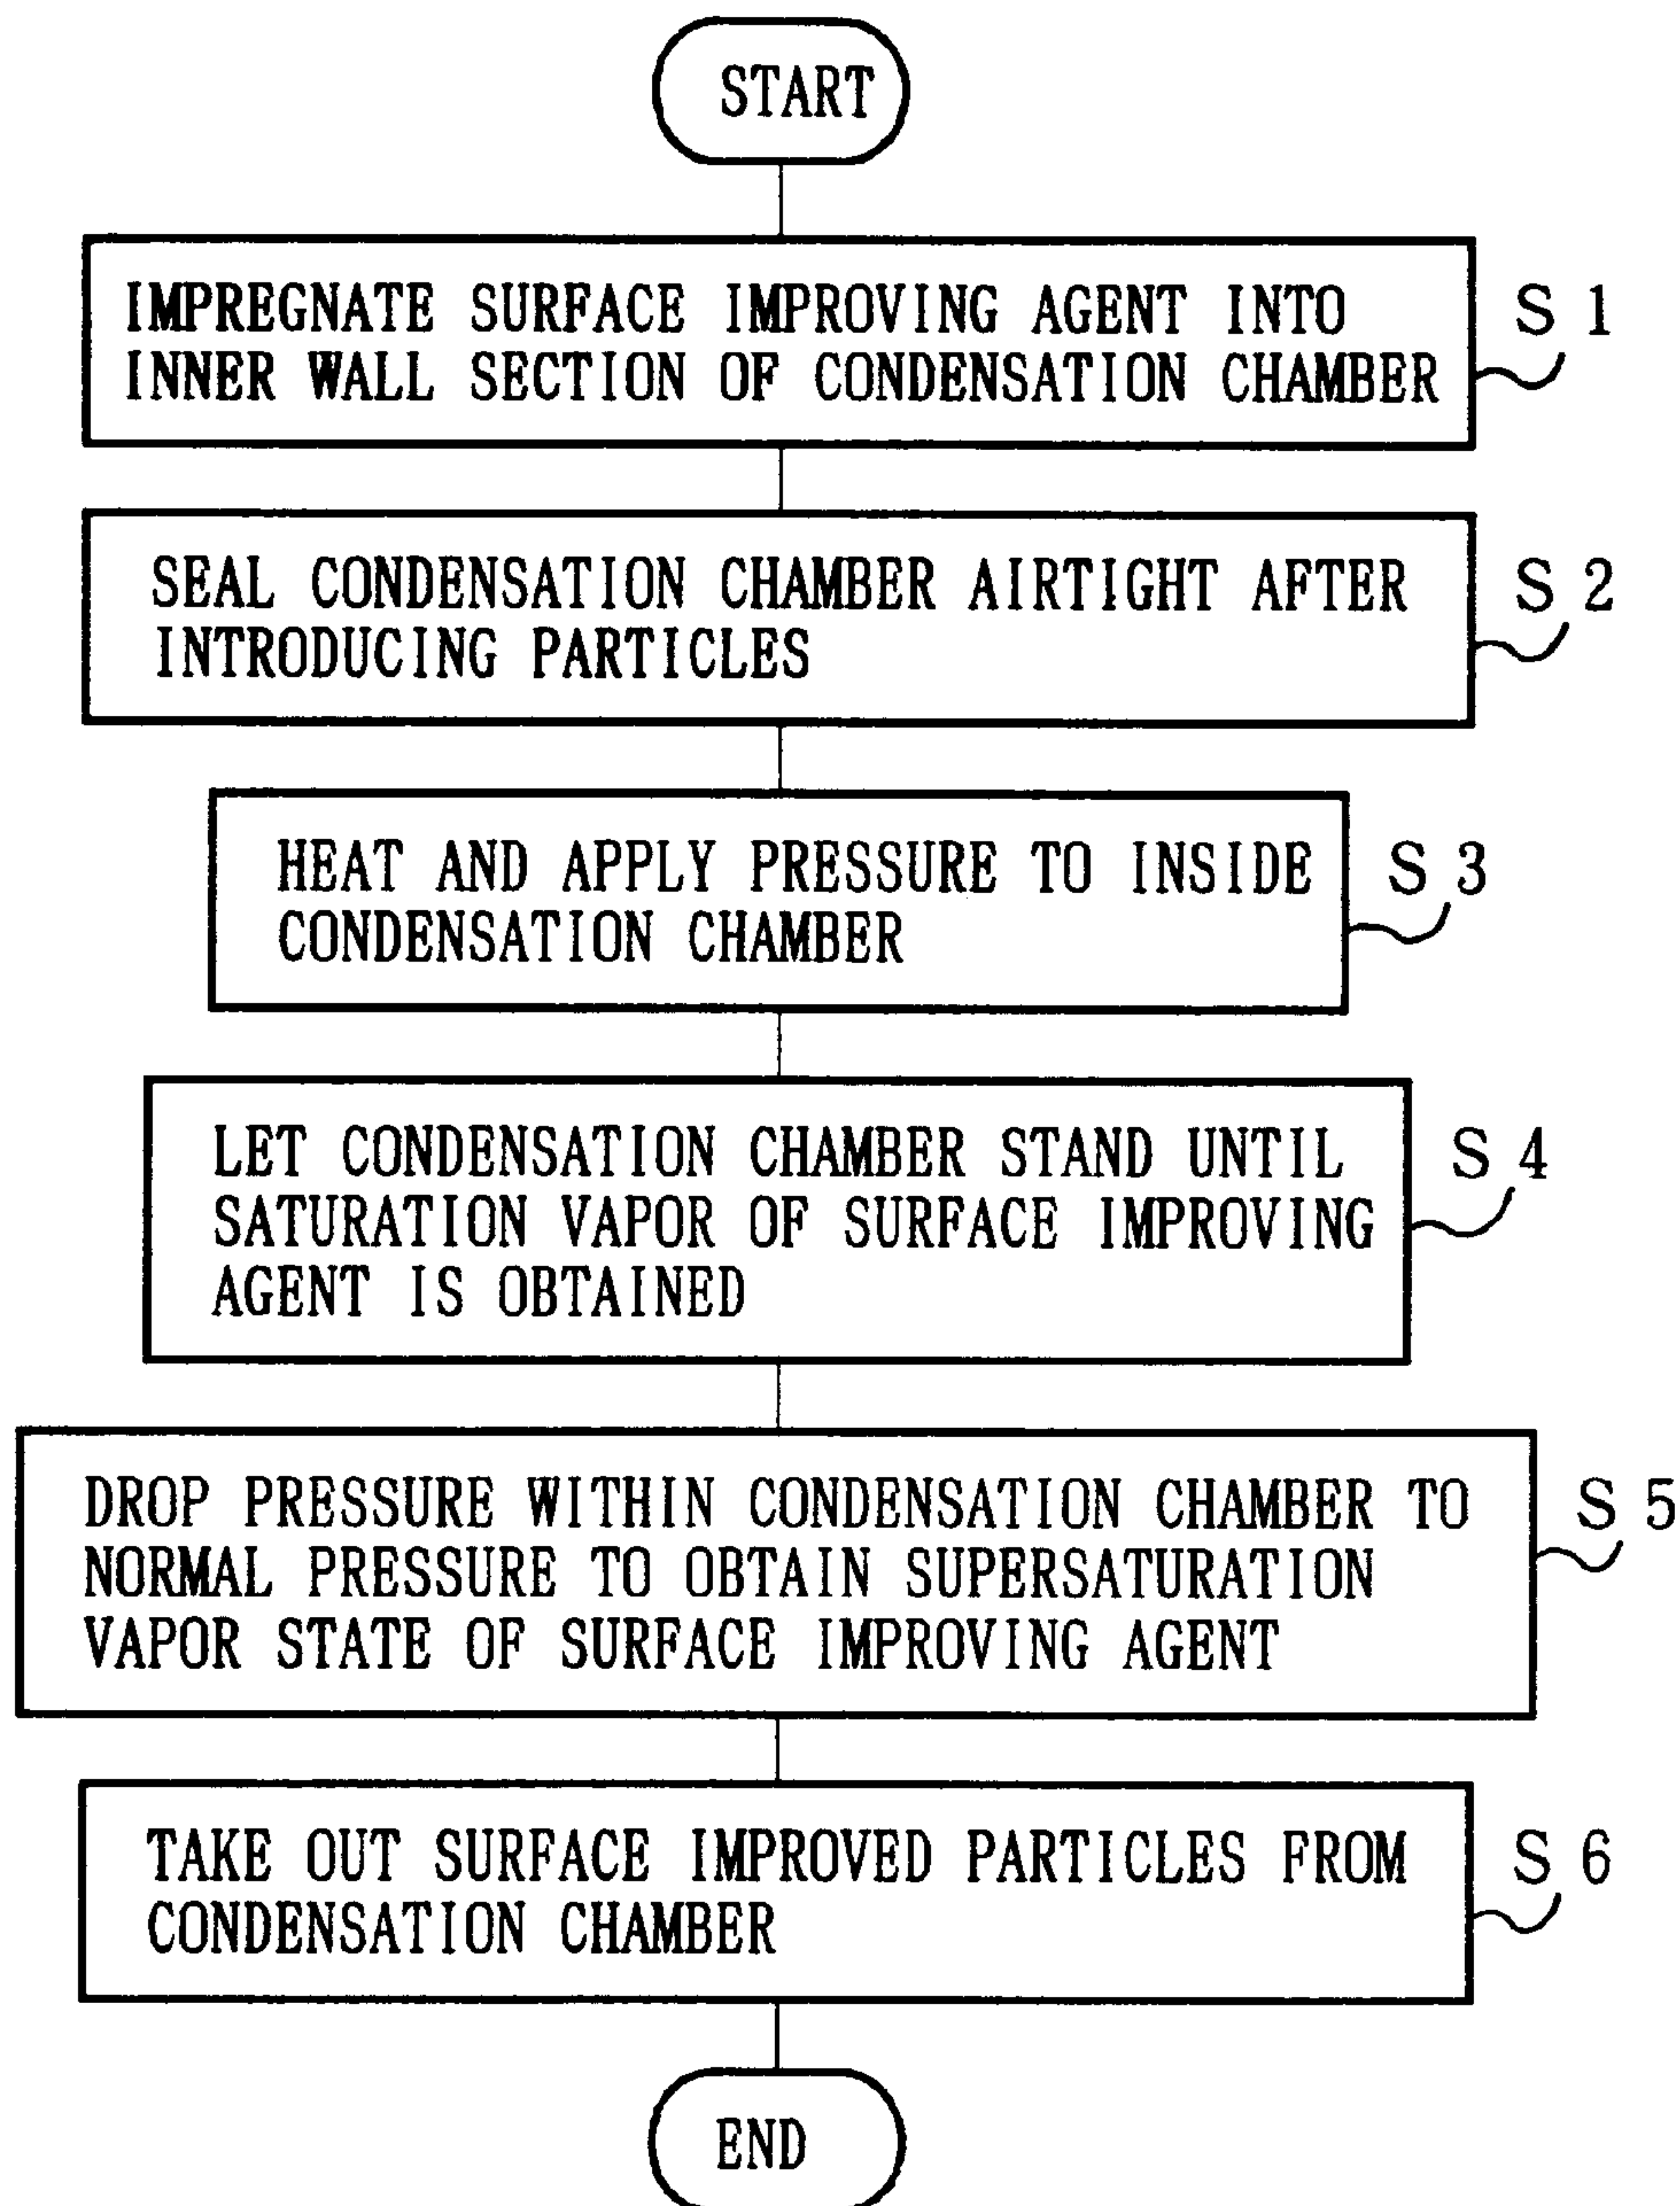 START
IMPREGNATE SURFACE IMPROVING AGENT INTO
INNER WALL SECTION OF CONDENSATION CHAMBER
S 1
SEAL CONDENSATION CHAMBER AIRTIGHT AFTER
INTRODUCING PARTICLES
S 2
HEAT AND APPLY PRESSURE TO INSIDE
CONDENSATION CHAMBER
S 3
LET CONDENSATION CHAMBER STAND UNTIL
SATURATION VAPOR OF SURFACE IMPROVING
AGENT IS OBTAINED
S 4
DROP PRESSURE WITHIN CONDENSATION CHAMBER TO
NORMAL PRESSURE TO OBTAIN SUPERSATURATION
VAPOR STATE OF SURFACE IMPROVING AGENT
S 5
TAKE OUT SURFACE IMPROVED PARTICLES FROM
CONDENSATION CHAMBER
S 6
END